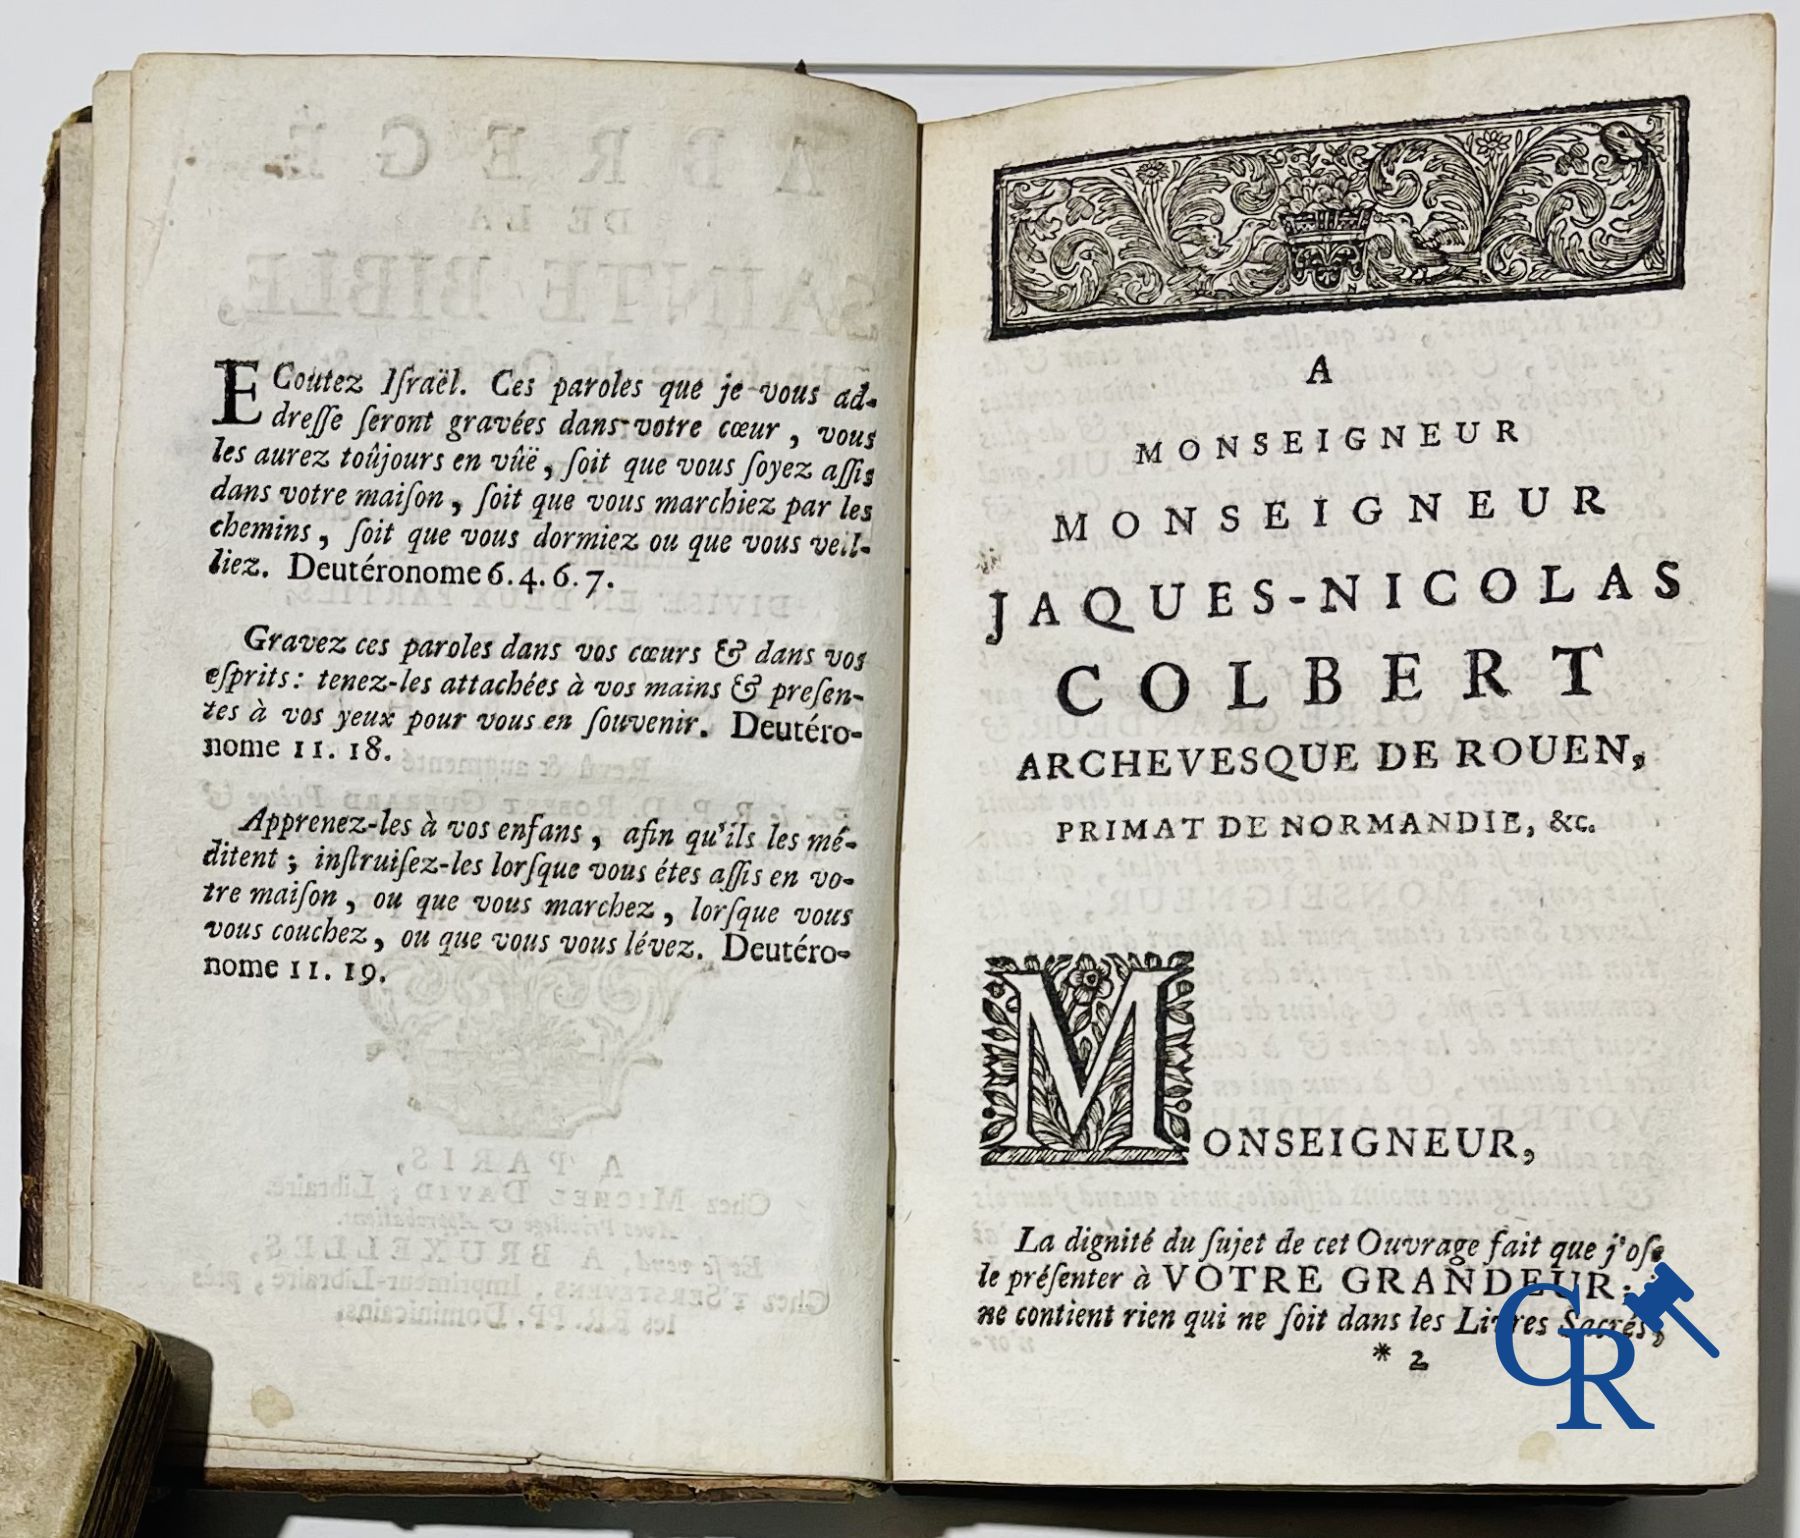 ECoutez Iſraël. Ces paroles que je vous ad-
dreſſe ſeront gravées dans votre cœur, vous
les aurez toûjours en vûë, ſoit que vous ſoyez aſſis
dans votre maiſon, ſoit que vous marchiez par les
chemins, ſoit que vous dormiez ou que vous veil-
liez. Deutéronome 6. 4. 6. 7.
Gravez ces paroles dans vos cœurs & dans vos
eſprits: tenez-les attachées à vos mains & preſen-
tes à vos yeux pour vous en ſouvenir. Deutéro-
nome 11. 18.
Apprenez-les à vos enfans, afin qu'ils les mé-
ditent; inſtruiſez-les lorſque vous étes aſſis en vo-
tre maiſon, ou que vous marchez, lorſque vous
vous couchez, ou que vous vous lévez. Deutéro-
nome 11. 19.
A
MONSEIGNEUR
MONSEIGNEUR
JAQUES-NICOLAS
COLBERT
ARCHEVESQUE DE ROUEN,
PRIMAT DE NORMANDIE, &c.
MONSEIGNEUR,
La dignité du ſujet de cet Ouvrage fait que j'oſe
le préſenter à VOTRE GRANDEUR:
ne contient rien qui ne ſoit dans les Livres Sacrés,
* 2
CR